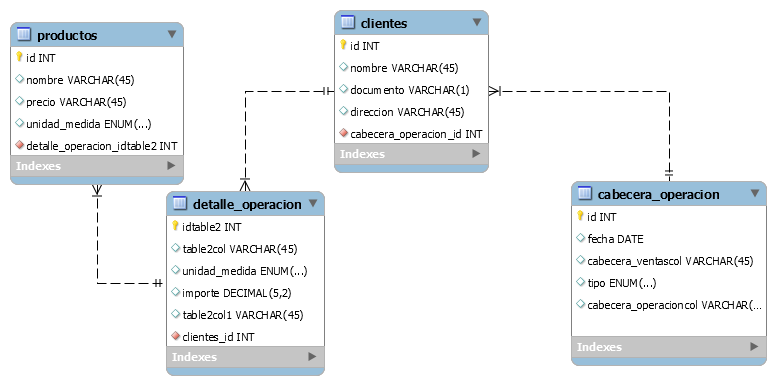 productos
id INT
nombre VARCHAR(45)
precio VARCHAR(45)
unidad_medida ENUM(...)
detalle_operacion_idtable2 INT
Indexes
clientes
id INT
nombre VARCHAR(45)
documento VARCHAR(1)
direccion VARCHAR(45)
cabecera_operacion_id INT
Indexes
detalle_operacion
idtable2 INT
table2col VARCHAR(45)
unidad_medida ENUM(...)
importe DECIMAL(5,2)
table2col1 VARCHAR(45)
clientes_id INT
Indexes
cabecera_operacion
id INT
fecha DATE
cabecera_ventascol VARCHAR(45)
tipo ENUM(...)
cabecera_operacioncol VARCHAR(...
Indexes